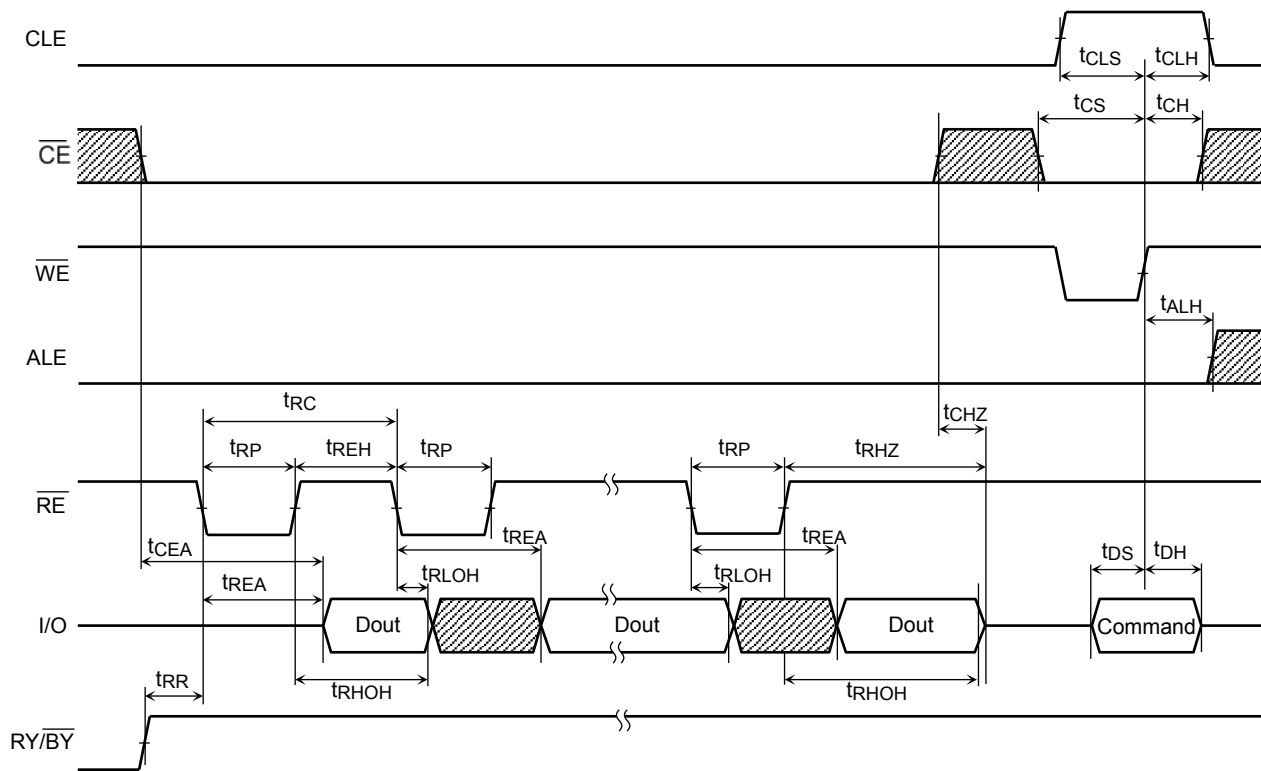 CLE
tCLS tCLH
tCS tCH
CE
WE
tALH
ALE
tRC
tCHZ
tRP tREH tRP tRP tRHZ
RE
tCEA tREA tREA tDS tDH
tREA tRLOH tRLOH
I/O Dout Dout Dout Command
tRR tRHOH tRHOH
RY/BY